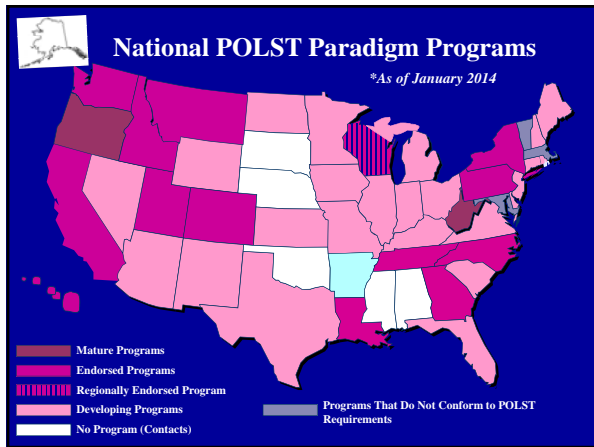 National POLST Paradigm Programs
*As of January 2014
Mature Programs
Endorsed Programs
Regionally Endorsed Program
Developing Programs
No Program (Contacts)
Programs That Do Not Conform to POLST
Requirements